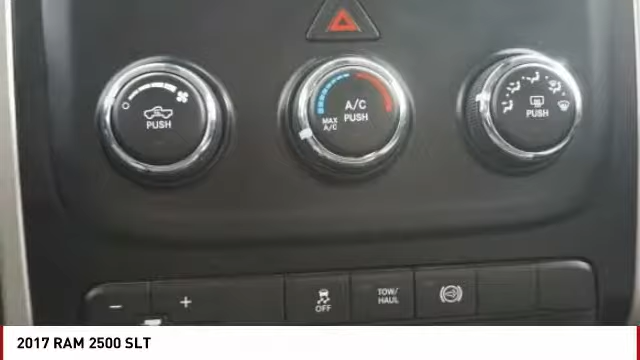 PUSH
A/C
PUSH
MAX
A/C
PUSH
− +
OFF
TOW/
HAUL
2017 RAM 2500 SLT